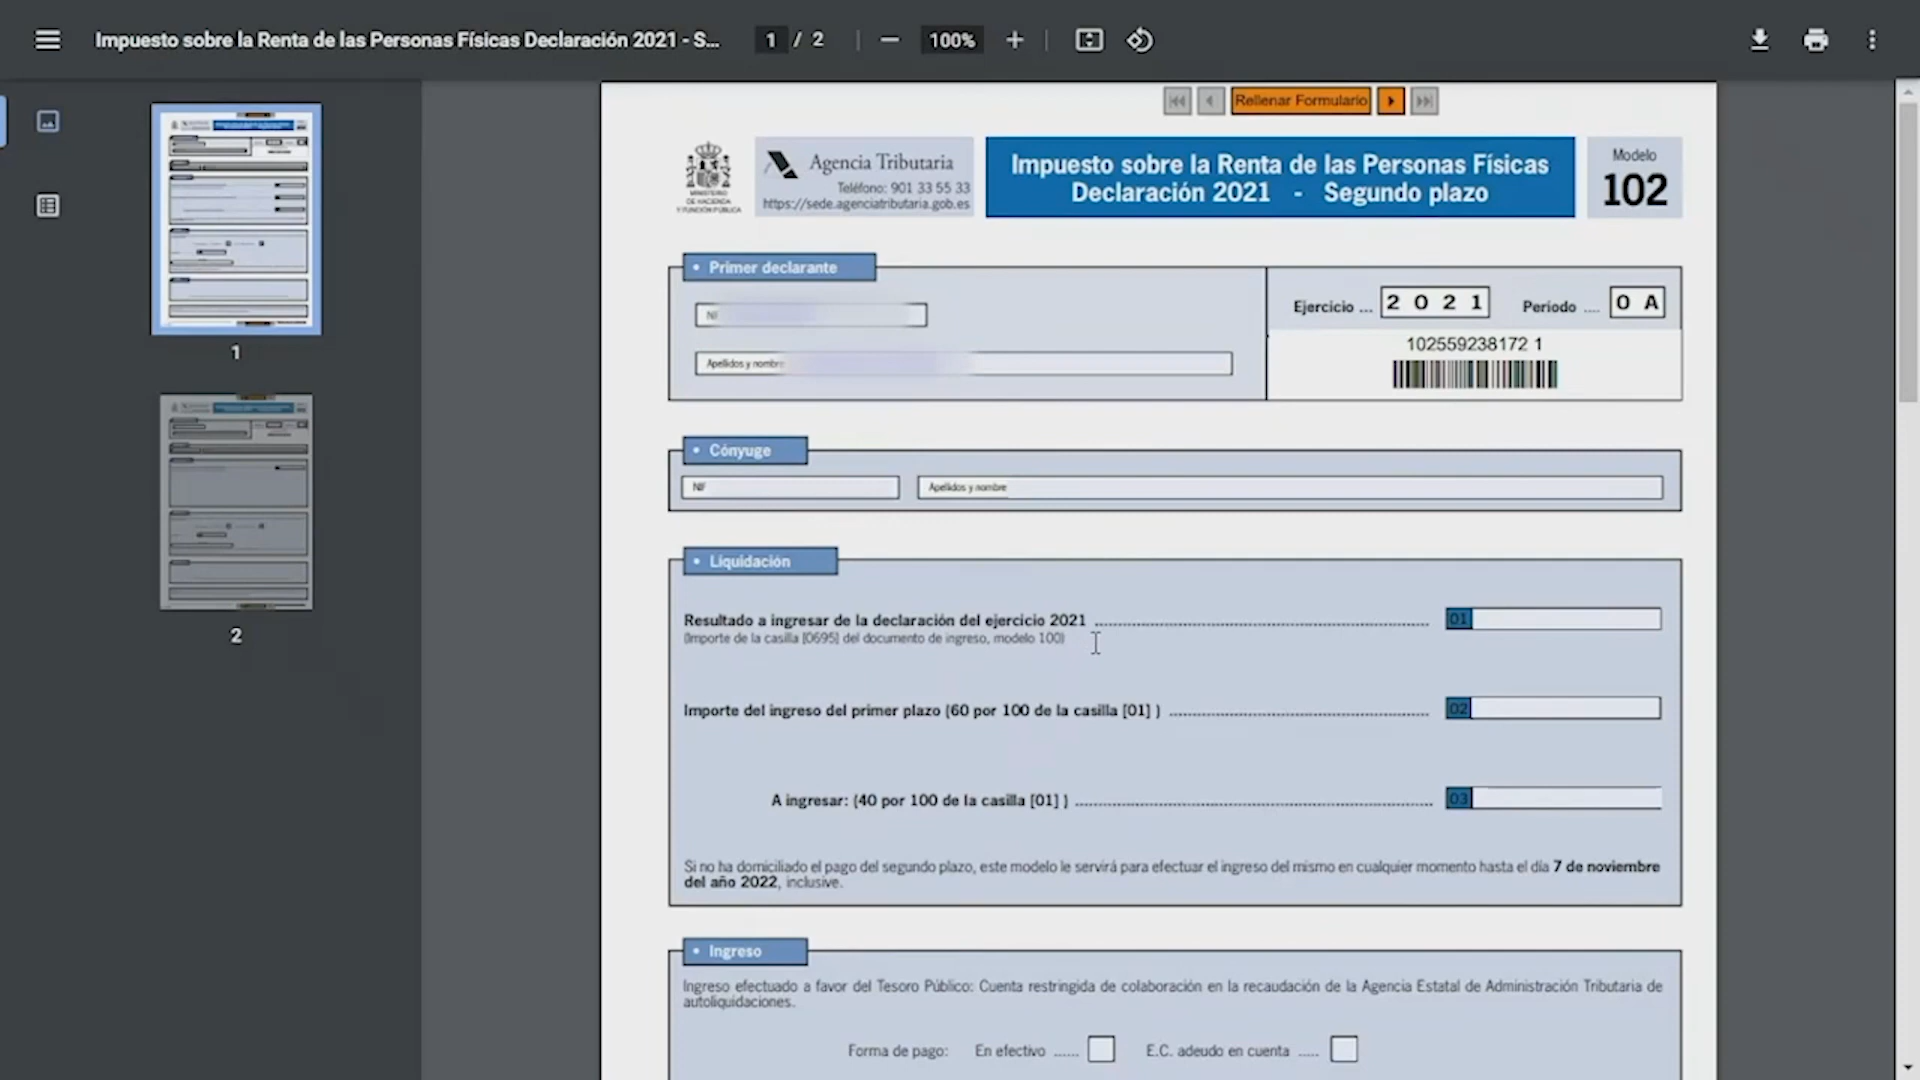 Impuesto sobre la Renta de las Personas Físicas Declaración 2021 - S...
1 / 2
100%
Rellenar Formulario
MINISTERIO
DE HACIENDA
Y FUNCIÓN PÚBLICA
Agencia Tributaria
Teléfono: 901 33 55 33
https://sede.agenciatributaria.gob.es
Impuesto sobre la Renta de las Personas Físicas
Declaración 2021 - Segundo plazo
Modelo
102
• Primer declarante
NIF
Apellidos y nombre
Ejercicio ... 2 0 2 1
Periodo .... 0 A
102559238172 1
• Cónyuge
NIF
Apellidos y nombre
• Liquidación
Resultado a ingresar de la declaración del ejercicio 2021 01
(Importe de la casilla [0695] del documento de ingreso, modelo 100)
Importe del ingreso del primer plazo (60 por 100 de la casilla [01] ) 02
A ingresar: (40 por 100 de la casilla [01] ) 03
Si no ha domiciliado el pago del segundo plazo, este modelo le servirá para efectuar el ingreso del mismo en cualquier momento hasta el día 7 de noviembre
del año 2022, inclusive.
• Ingreso
Ingreso efectuado a favor del Tesoro Público: Cuenta restringida de colaboración en la recaudación de la Agencia Estatal de Administración Tributaria de
autoliquidaciones.
Forma de pago: En efectivo ...... E.C. adeudo en cuenta .....
1
2